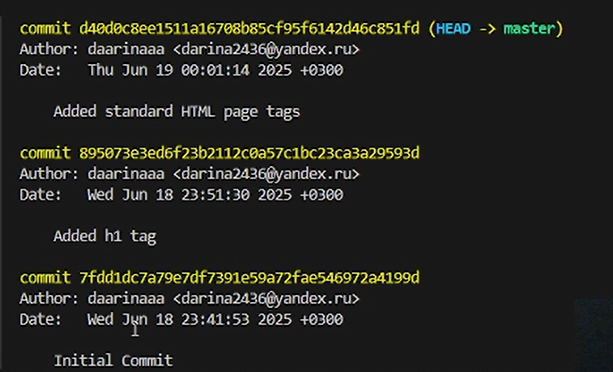 commit d40d0c8ee1511a16708b85cf95f6142d46c851fd (HEAD -> master)
Author: daarinaaa <darina2436@yandex.ru>
Date:   Thu Jun 19 00:01:14 2025 +0300
Added standard HTML page tags
commit 895073e3ed6f23b2112c0a57c1bc23ca3a29593d
Author: daarinaaa <darina2436@yandex.ru>
Date:   Wed Jun 18 23:51:30 2025 +0300
Added h1 tag
commit 7fdd1dc7a79e7df7391e59a72fae546972a4199d
Author: daarinaaa <darina2436@yandex.ru>
Date:   Wed Jun 18 23:41:53 2025 +0300
Initial Commit